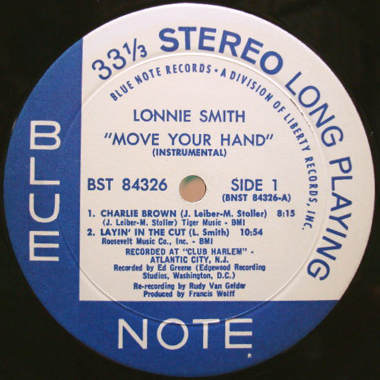 33⅓ STEREO LONG PLAYING
BLUE NOTE RECORDS • A DIVISION OF LIBERTY RECORDS, INC.
LONNIE SMITH
"MOVE YOUR HAND"
(INSTRUMENTAL)
BST 84326 SIDE 1
(BNST 84326-A)
1. CHARLIE BROWN (J. Leiber-M. Stoller) 8:15
(J. Leiber-M. Stoller) Tiger Music - BMI
2. LAYIN' IN THE CUT (L. Smith) 10:54
Roosevelt Music Co., Inc. - BMI
RECORDED AT "CLUB HARLEM" -
ATLANTIC CITY, N.J.
Recorded by Ed Greene (Edgewood Recording
Studios, Washington, D.C.)
Re-recording by Rudy Van Gelder
Produced by Francis Wolff
BLUE
NOTE